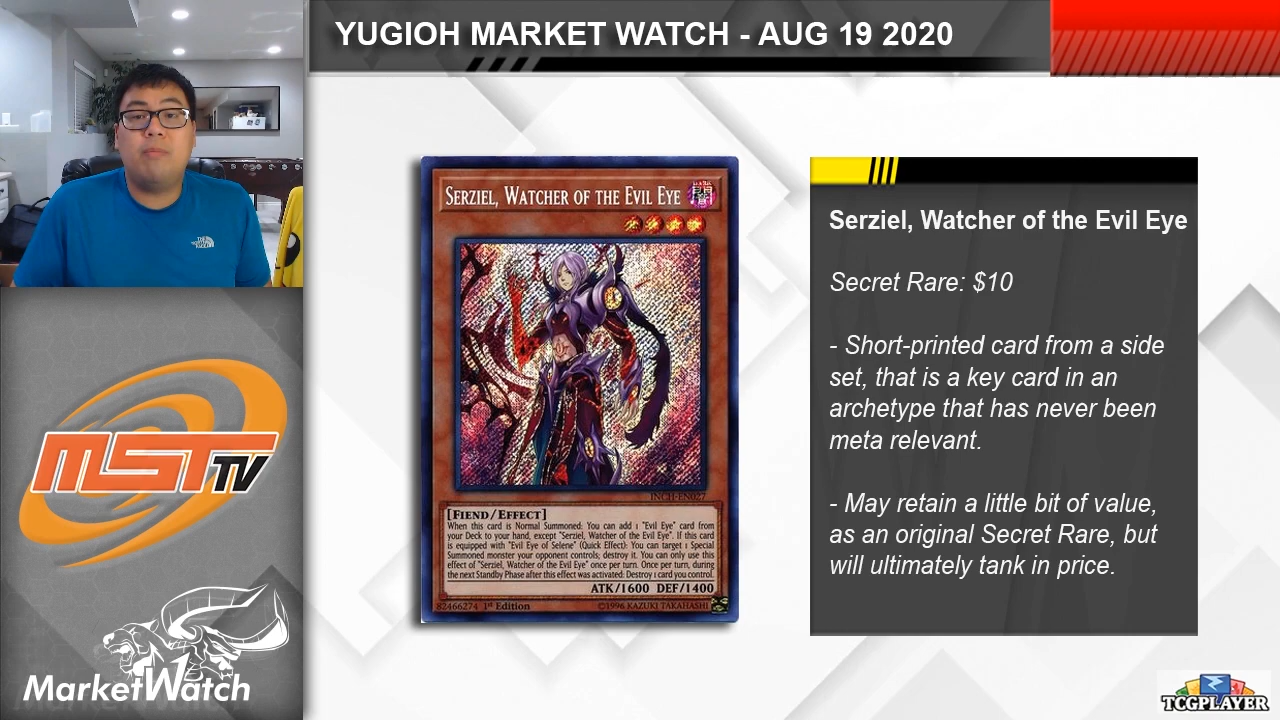 YUGIOH MARKET WATCH - AUG 19 2020
THE
NORTH
FACE
MST TV
MarketWatch
SERZIEL, WATCHER OF THE EVIL EYE
INCH-EN027
[FIEND/EFFECT]
When this card is Normal Summoned: You can add 1 "Evil Eye" card from
your Deck to your hand, except "Serziel, Watcher of the Evil Eye". If this card
is equipped with "Evil Eye of Selene" (Quick Effect): You can target 1 Special
Summoned monster your opponent controls; destroy it. You can only use this
effect of "Serziel, Watcher of the Evil Eye" once per turn. Once per turn, during
the next Standby Phase after this effect was activated: Destroy 1 card you control.
ATK/1600 DEF/1400
82466274 1st Edition ©1996 KAZUKI TAKAHASHI
Serziel, Watcher of the Evil Eye
Secret Rare: $10
- Short-printed card from a side
set, that is a key card in an
archetype that has never been
meta relevant.
- May retain a little bit of value,
as an original Secret Rare, but
will ultimately tank in price.
TCGPLAYER